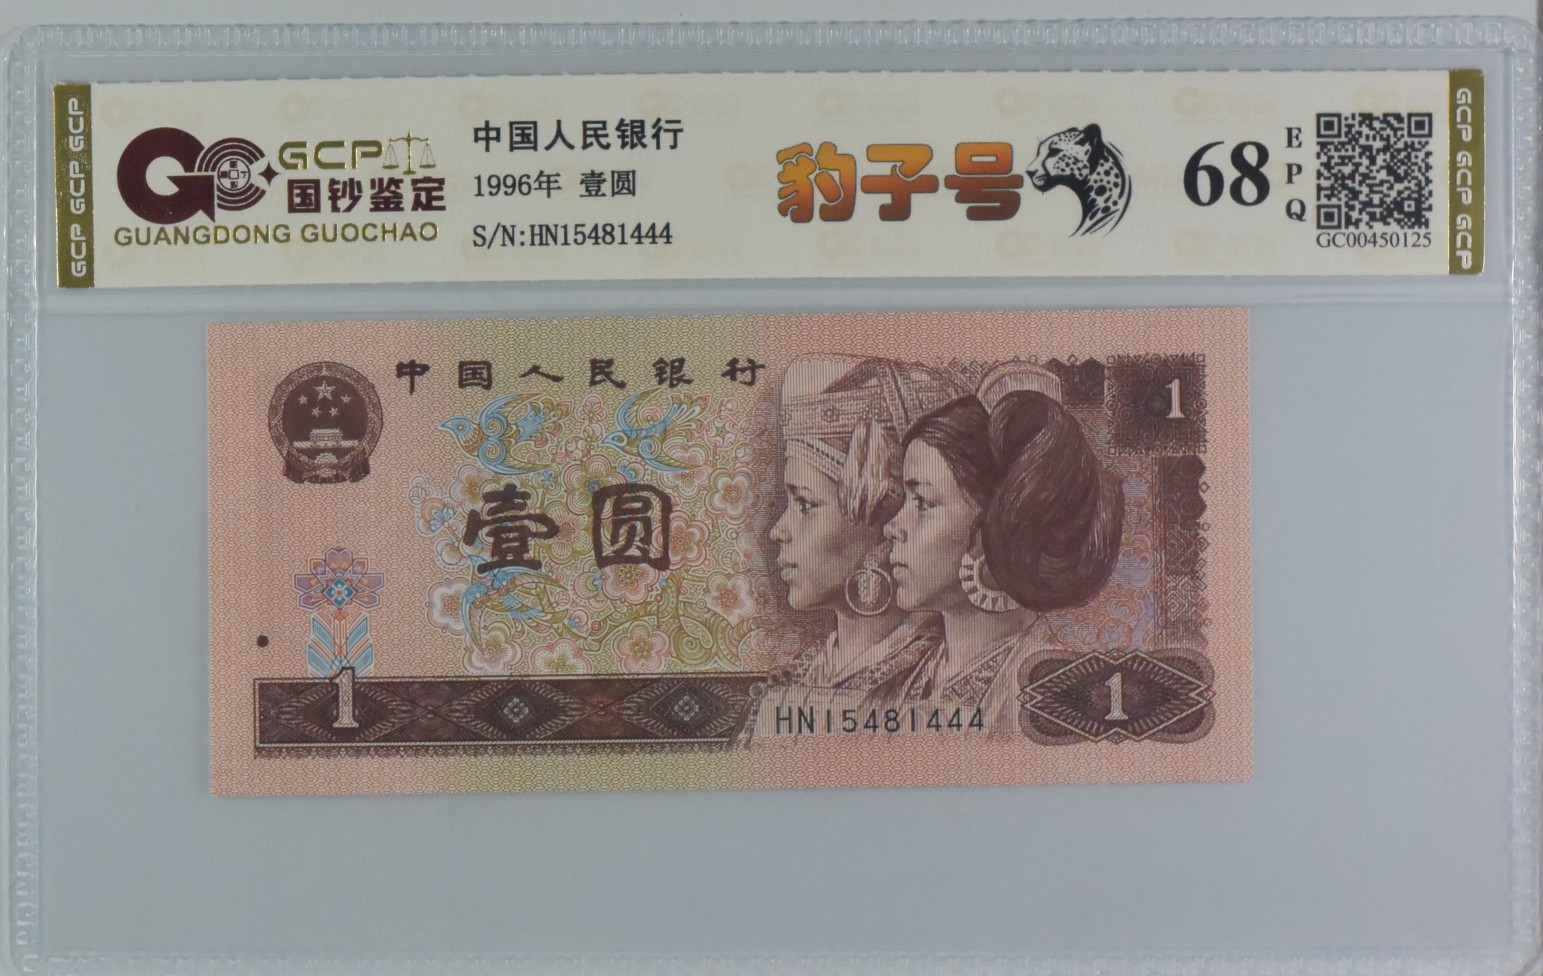 GCP GCP GCP
GCP
国钞鉴定
GUANGDONG GUOCHAO
中国人民银行
1996年 壹圆
S/N:HN15481444
豹子号
68
EPQ
GC00450125
GCP GCP GCP
中国人民银行
1
壹圆
1
HN15481444
1